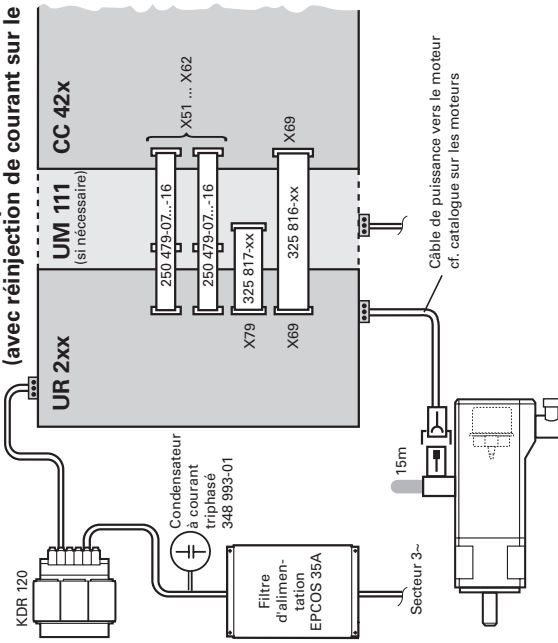 (avec réinjection de courant sur le
UR 2xx
UM 111
(si nécessaire)
CC 42x
250 479-07...-16
250 479-07...-16
X51 ... X62
325 817-xx
X79
325 816-xx
X69
X69
KDR 120
Condensateur
à courant
triphasé
348 993-01
Filtre
d'alimen-
tation
EPCOS 35A
Secteur 3~
15m
Câble de puissance vers le moteur
cf. catalogue sur les moteurs